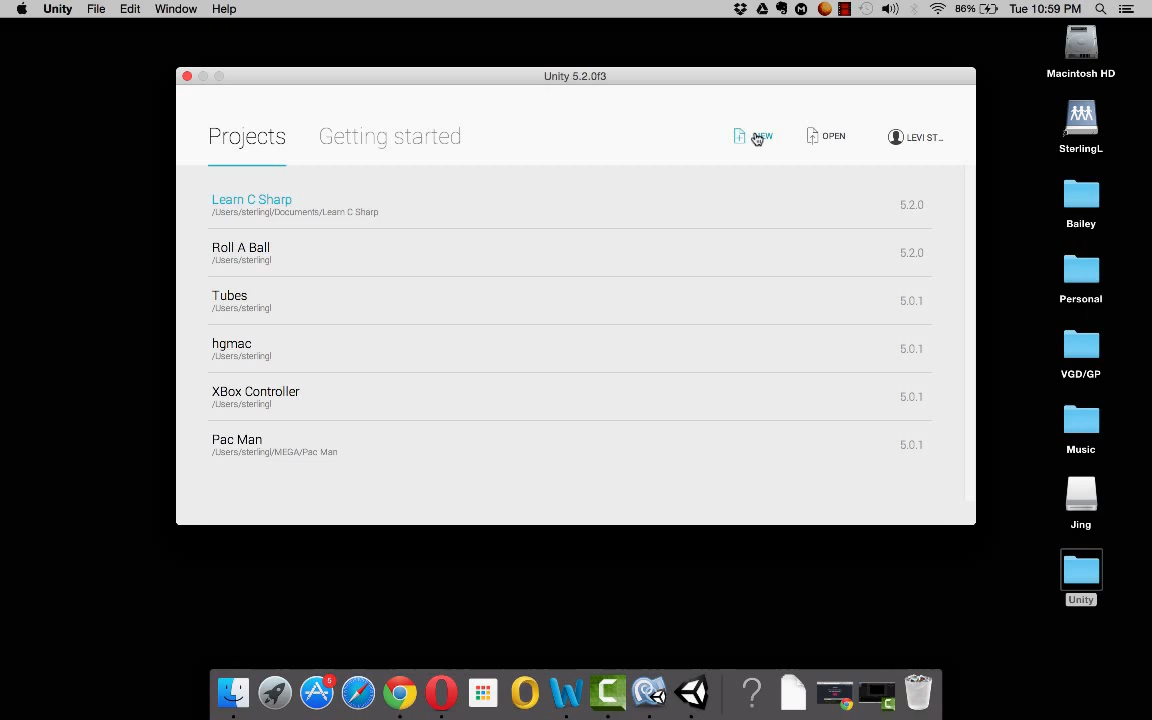 Unity File Edit Window Help
86% Tue 10:59 PM
Unity 5.2.0f3
Projects Getting started
OPEN LEVI ST...
Learn C Sharp
/Users/sterlingl/Documents/Learn C Sharp
5.2.0
Roll A Ball
/Users/sterlingl
5.2.0
Tubes
/Users/sterlingl
5.0.1
hgmac
/Users/sterlingl
5.0.1
XBox Controller
/Users/sterlingl
5.0.1
Pac Man
/Users/sterlingl/MEGA/Pac Man
5.0.1
Macintosh HD
SterlingL
Bailey
Personal
VGD/GP
Music
Jing
Unity
5